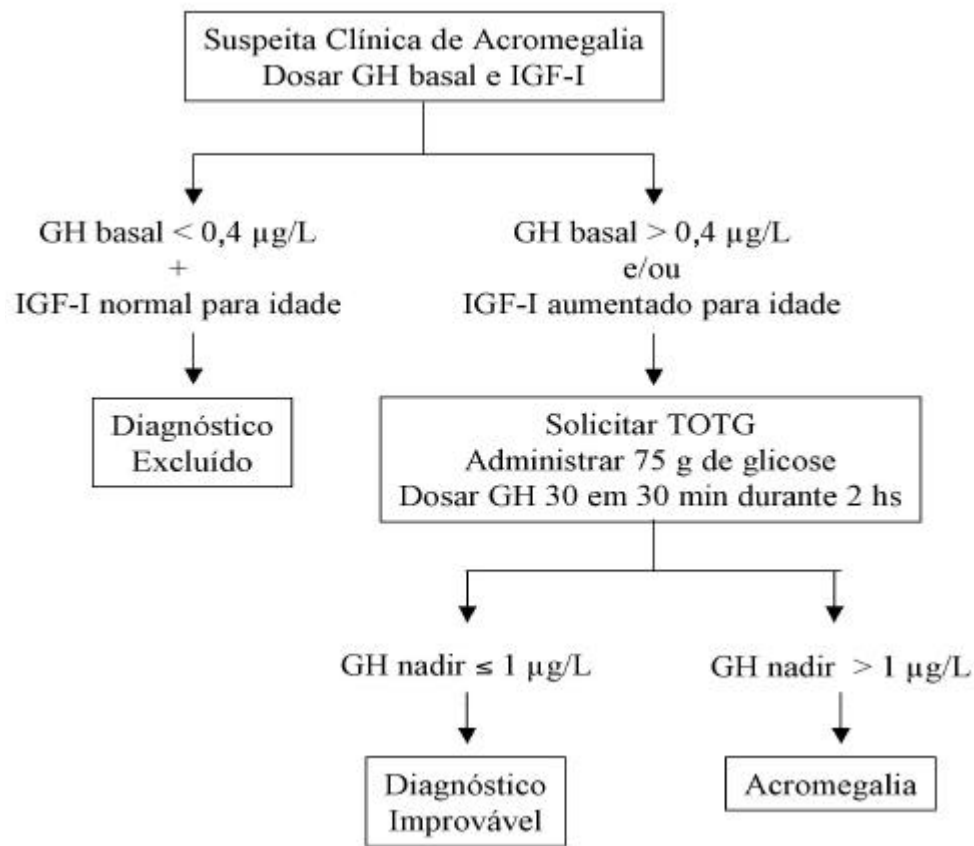 Suspeita Clínica de Acromegalia
Dosar GH basal e IGF-I
GH basal < 0,4 µg/L
+
IGF-I normal para idade
GH basal > 0,4 µg/L
e/ou
IGF-I aumentado para idade
Diagnóstico
Excluído
Solicitar TOTG
Administrar 75 g de glicose
Dosar GH 30 em 30 min durante 2 hs
GH nadir ≤ 1 µg/L
GH nadir > 1 µg/L
Diagnóstico
Improvável
Acromegalia